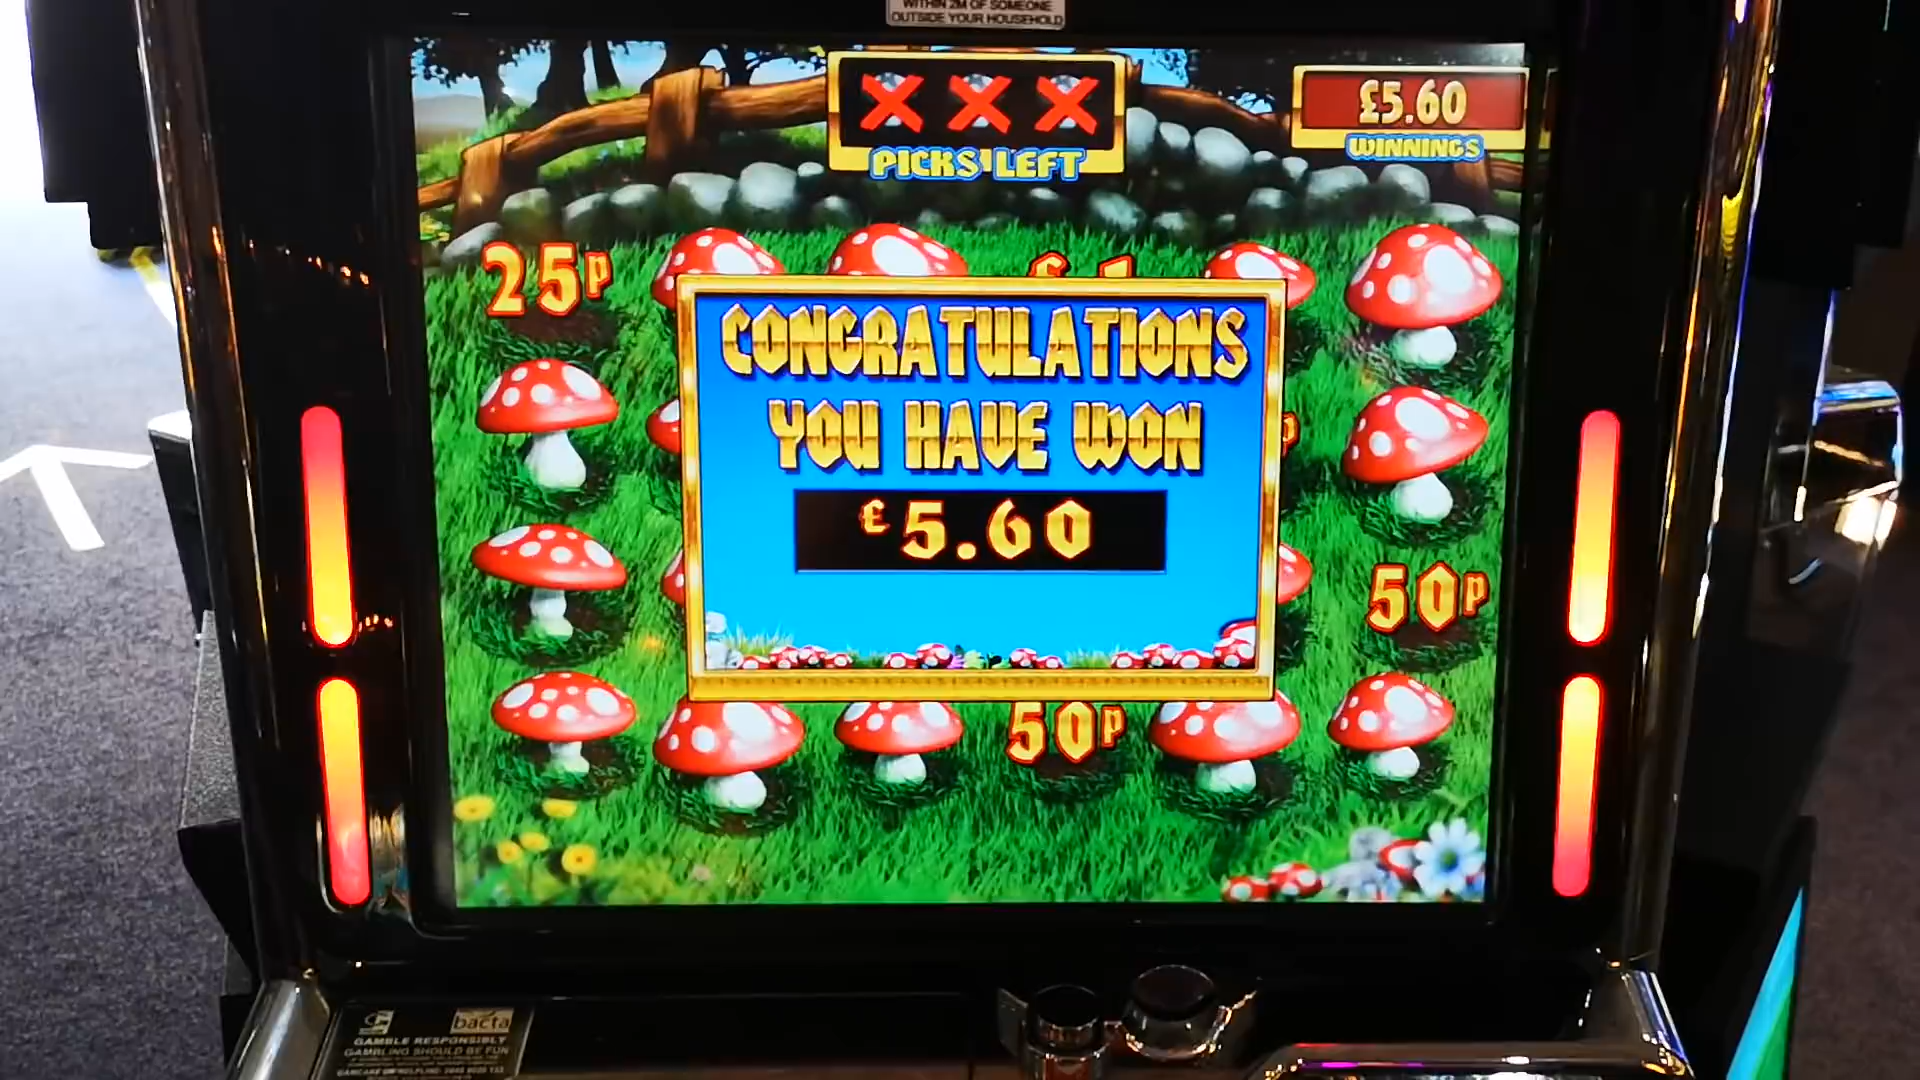 WITHIN 2M OF SOMEONE
OUTSIDE YOUR HOUSEHOLD
PICKS LEFT
£5.60
WINNINGS
25p
CONGRATULATIONS
YOU HAVE WON
£5.60
50p
50p
bacta
GAMBLE RESPONSIBLY
GAMBLING SHOULD BE FUN